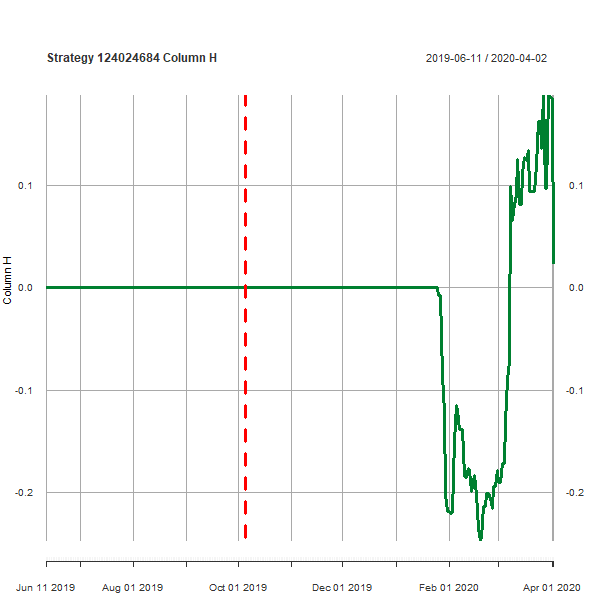 Strategy 124024684 Column H
2019-06-11 / 2020-04-02
Column H
0.1
0.1
0.0
0.0
-0.1
-0.1
-0.2
-0.2
Jun 11 2019
Aug 01 2019
Oct 01 2019
Dec 01 2019
Feb 01 2020
Apr 01 2020